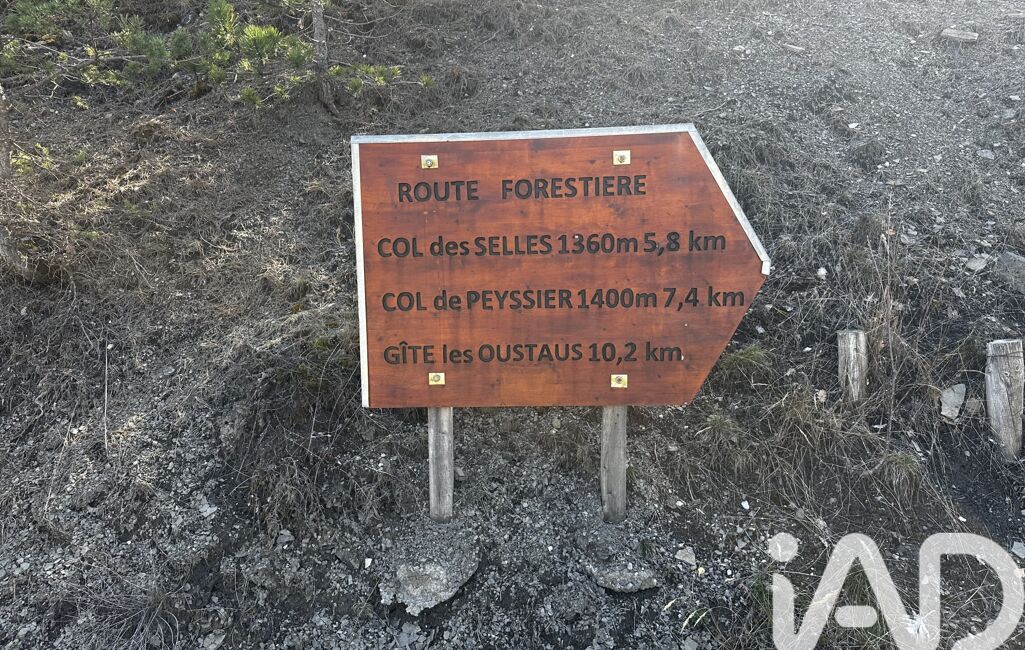 ROUTE FORESTIERE
COL des SELLES 1360m 5,8 km
COL de PEYSSIER 1400m 7,4 km
GÎTE les OUSTAUS 10,2 km
iAD